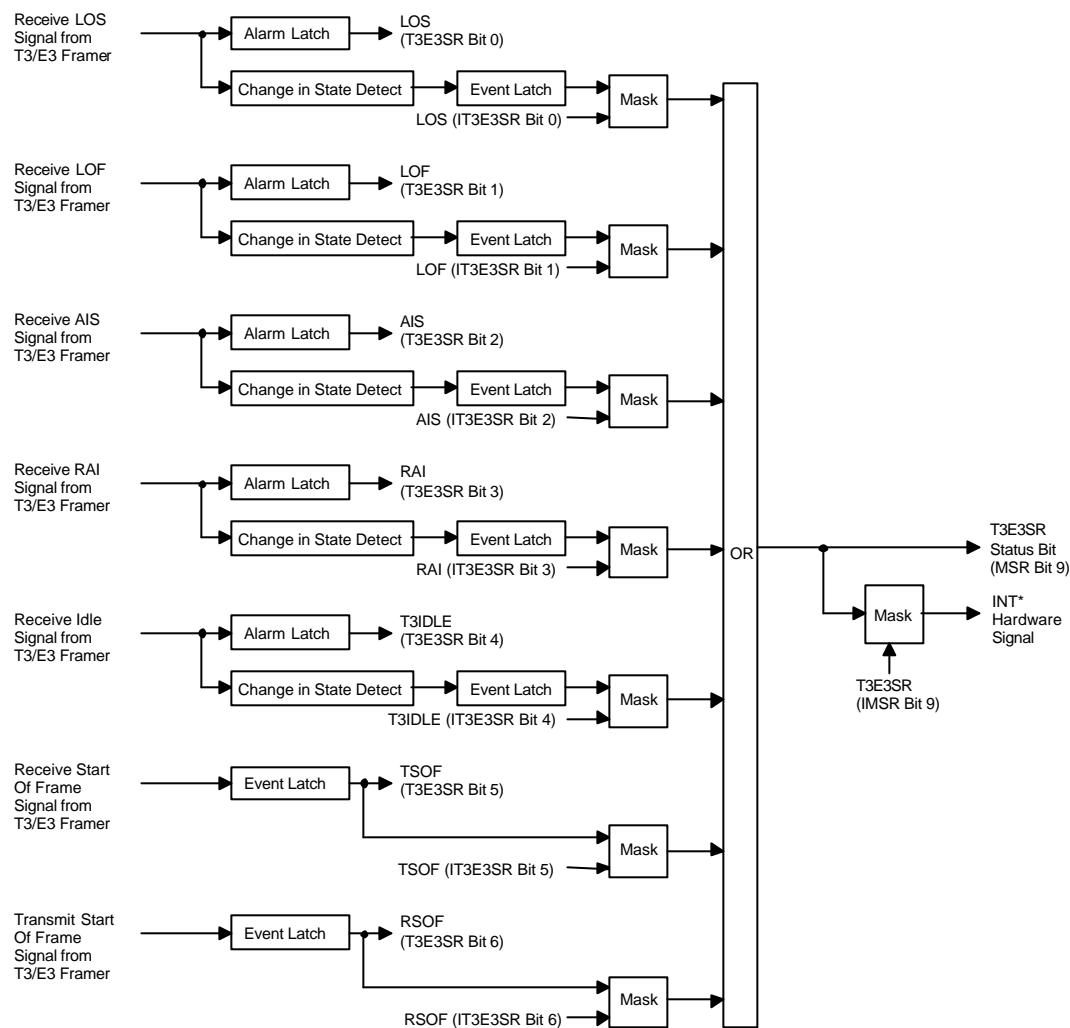 Receive LOS
Signal from
T3/E3 Framer
Alarm Latch
LOS
(T3E3SR Bit 0)
Change in State Detect
Event Latch
Mask
LOS (IT3E3SR Bit 0)
Receive LOF
Signal from
T3/E3 Framer
Alarm Latch
LOF
(T3E3SR Bit 1)
Change in State Detect
Event Latch
Mask
LOF (IT3E3SR Bit 1)
Receive AIS
Signal from
T3/E3 Framer
Alarm Latch
AIS
(T3E3SR Bit 2)
Change in State Detect
Event Latch
Mask
AIS (IT3E3SR Bit 2)
Receive RAI
Signal from
T3/E3 Framer
Alarm Latch
RAI
(T3E3SR Bit 3)
Change in State Detect
Event Latch
Mask
RAI (IT3E3SR Bit 3)
OR
T3E3SR
Status Bit
(MSR Bit 9)
Mask
INT*
Hardware
Signal
T3E3SR
(IMSR Bit 9)
Receive Idle
Signal from
T3/E3 Framer
Alarm Latch
T3IDLE
(T3E3SR Bit 4)
Change in State Detect
Event Latch
Mask
T3IDLE (IT3E3SR Bit 4)
Receive Start
Of Frame
Signal from
T3/E3 Framer
Event Latch
TSOF
(T3E3SR Bit 5)
Mask
TSOF (IT3E3SR Bit 5)
Transmit Start
Of Frame
Signal from
T3/E3 Framer
Event Latch
RSOF
(T3E3SR Bit 6)
Mask
RSOF (IT3E3SR Bit 6)